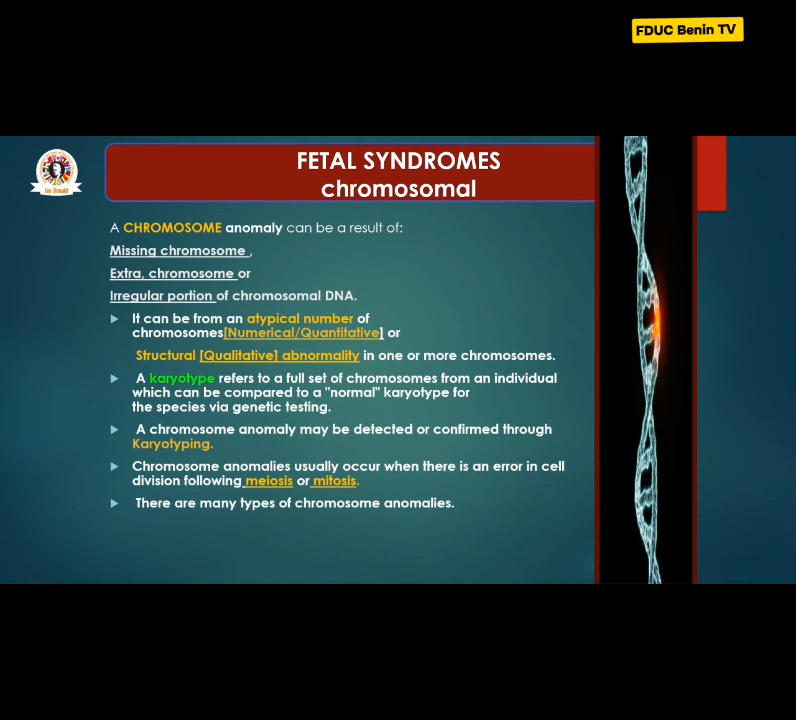 FDUC Benin TV
FETAL SYNDROMES
chromosomal
Ian Donald
A CHROMOSOME anomaly can be a result of:
Missing chromosome ,
Extra, chromosome or
Irregular portion of chromosomal DNA.
It can be from an atypical number of
chromosomes[Numerical/Quantitative] or
Structural [Qualitative] abnormality in one or more chromosomes.
A karyotype refers to a full set of chromosomes from an individual
which can be compared to a "normal" karyotype for
the species via genetic testing.
A chromosome anomaly may be detected or confirmed through
Karyotyping.
Chromosome anomalies usually occur when there is an error in cell
division following meiosis or mitosis.
There are many types of chromosome anomalies.